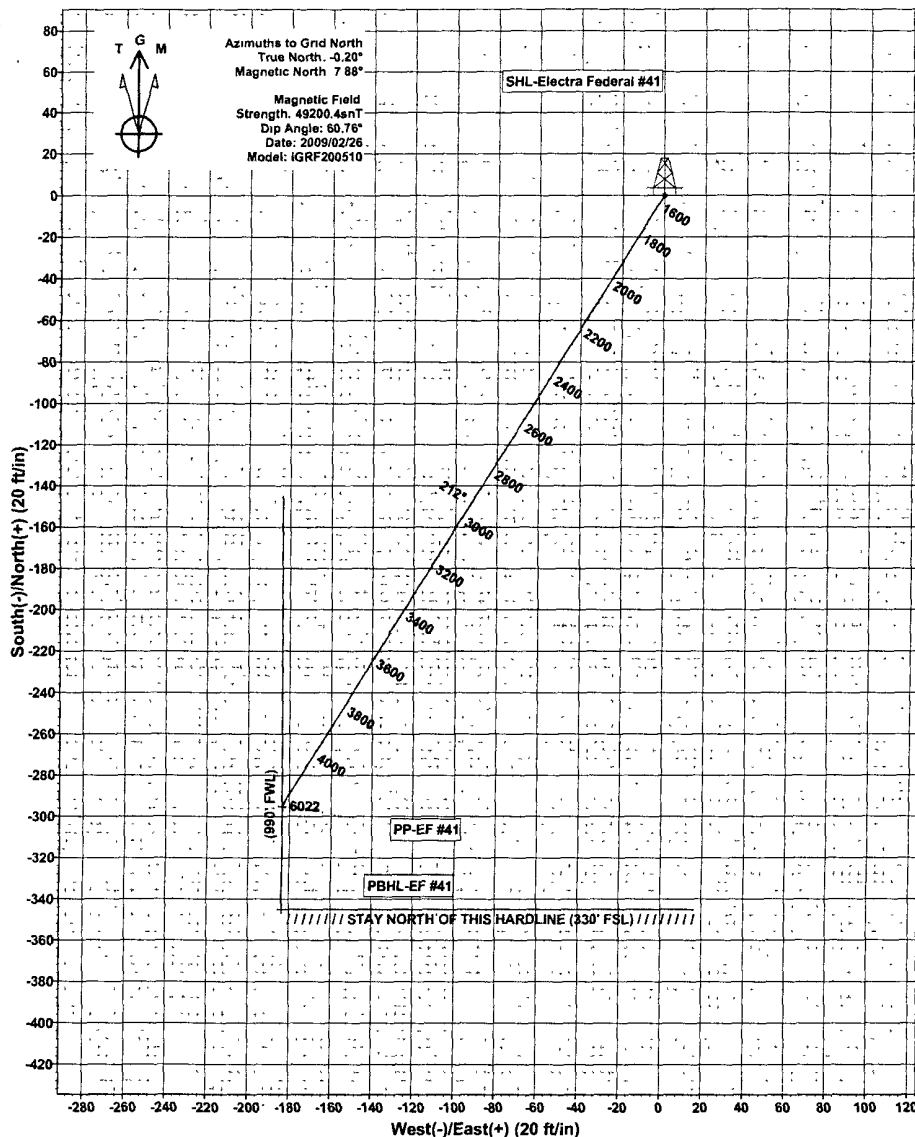 T G M
Azimuths to Grid North
True North. -0.20°
Magnetic North 7 88°
Magnetic Field
Strength. 49200.4snT
Dip Angle: 60.76°
Date: 2009/02/26
Model: IGRF200510
SHL-Electra Federal #41
80
60
40
20
0
-20
-40
-60
-80
-100
-120
-140
-160
-180
-200
-220
-240
-260
-280
-300
-320
-340
-360
-380
-400
-420
South(-)/North(+) (20 ft/in)
1600
1800
2000
2200
2400
2600
2800
212°
3000
3200
3400
3600
3800
4000
6022
(990' FWL)
PP-EF #41
PBHL-EF #41
//////// STAY NORTH OF THIS HARDLINE (330' FSL) ////////
-280 -260 -240 -220 -200 -180 -160 -140 -120 -100 -80 -60 -40 -20 0 20 40 60 80 100 120
West(-)/East(+) (20 ft/in)